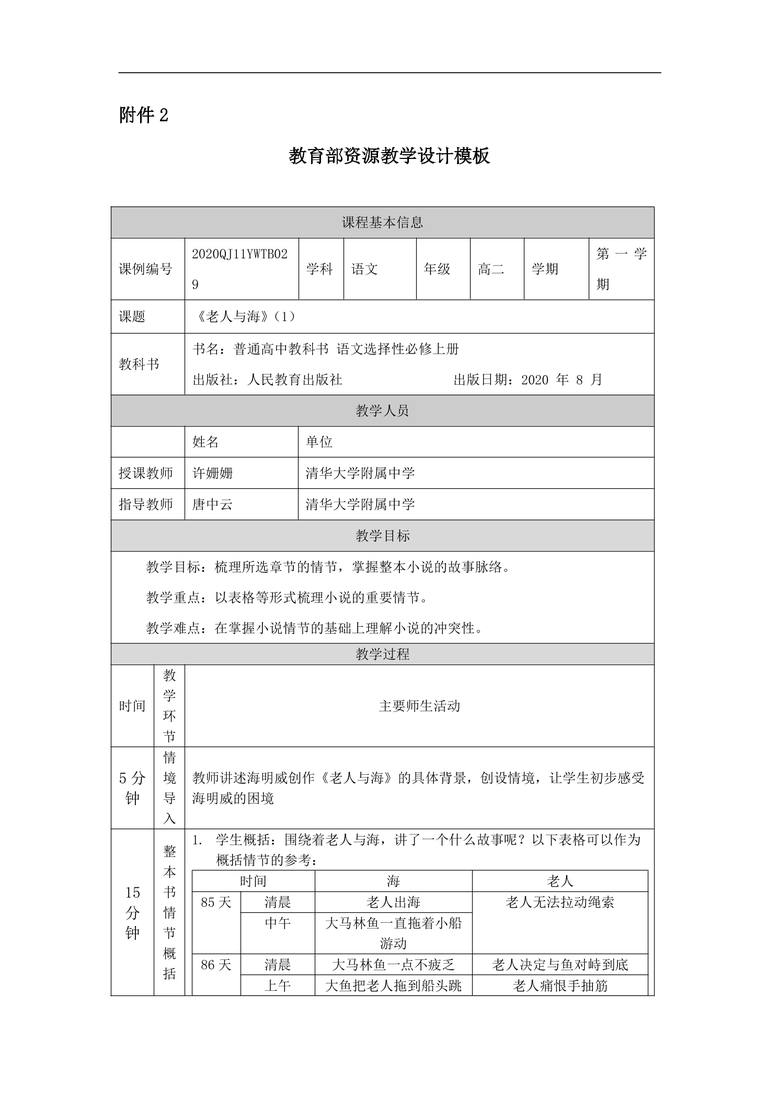 附件 2
教育部资源教学设计模板
课程基本信息
课例编号 2020QJ11YWTB02
9 学科 语文 年级 高二 学期 第一学
期
课题 《老人与海》（1）
教科书 书名：普通高中教科书 语文选择性必修上册
出版社：人民教育出版社 出版日期：2020 年 8 月
教学人员
姓名 单位
授课教师 许姗姗 清华大学附属中学
指导教师 唐中云 清华大学附属中学
教学目标
教学目标：梳理所选章节的情节，掌握整本小说的故事脉络。
教学重点：以表格等形式梳理小说的重要情节。
教学难点：在掌握小说情节的基础上理解小说的冲突性。
教学过程
时间
教
学
环
节
主要师生活动
5 分
钟
情
境
导
入
教师讲述海明威创作《老人与海》的具体背景，创设情境，让学生初步感受
海明威的困境
15
分
钟
整
本
书
情
节
概
括
1. 学生概括：围绕着老人与海，讲了一个什么故事呢？以下表格可以作为
概括情节的参考：
时间 海 老人
85 天 清晨 老人出海 老人无法拉动绳索
中午 大马林鱼一直拖着小船
游动
86 天 清晨 大马林鱼一点不疲乏 老人决定与鱼对峙到底
上午 大鱼把老人拖到船头跳 老人痛恨手抽筋